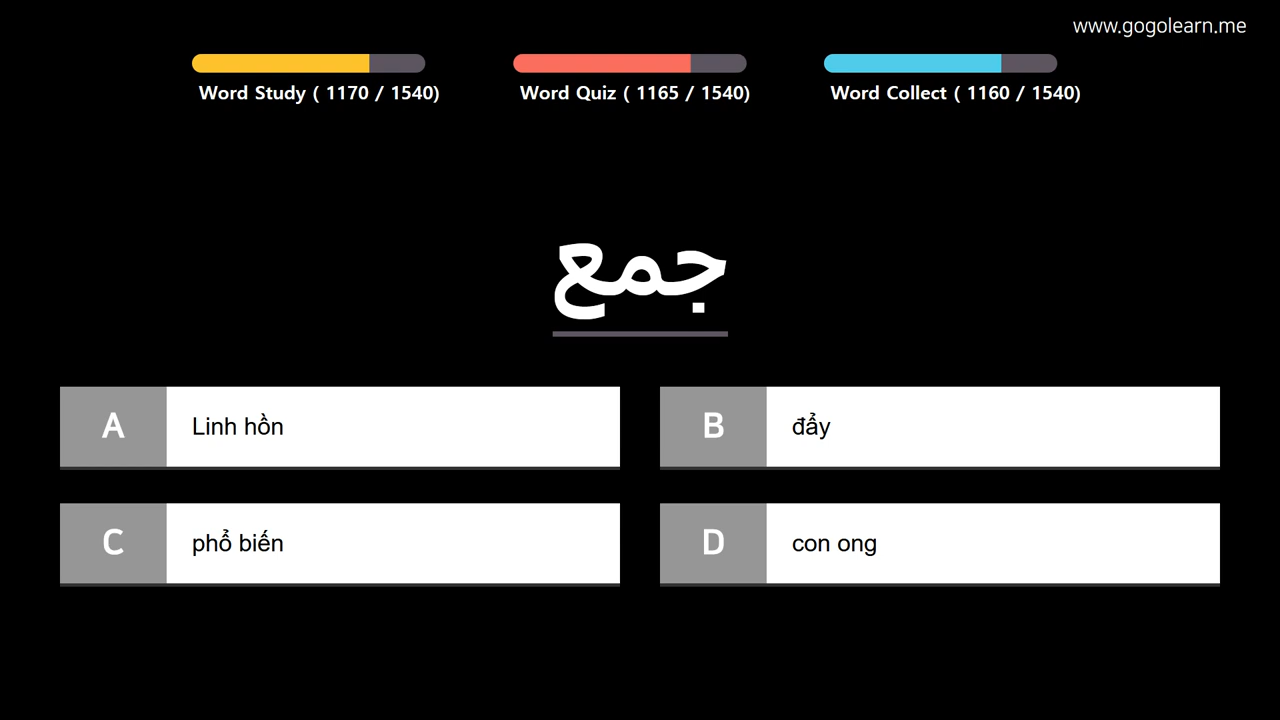 www.gogolearn.me
Word Study ( 1170 / 1540)
Word Quiz ( 1165 / 1540)
Word Collect ( 1160 / 1540)
جمع
A
Linh hồn
B
đẩy
C
phổ biến
D
con ong